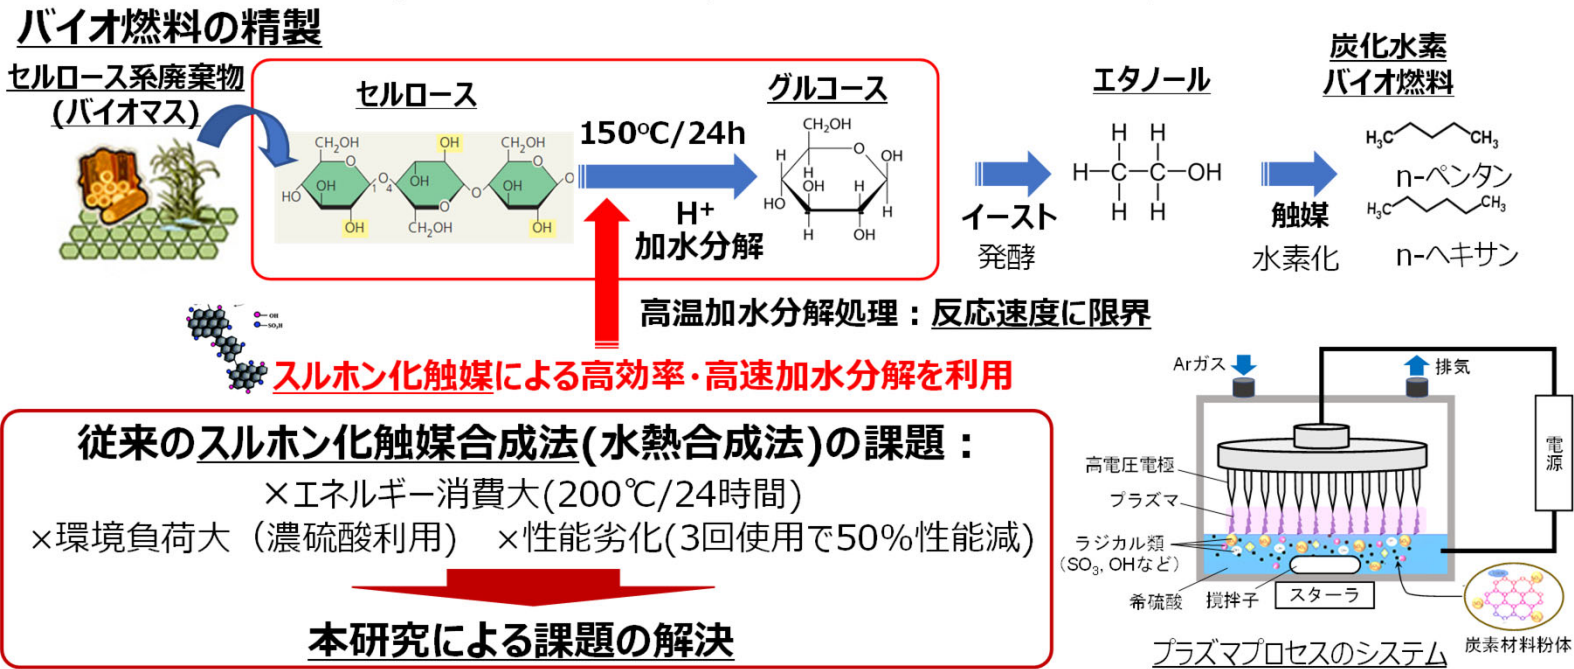 バイオ燃料の精製
セルロース系廃棄物
(バイオマス)
セルロース
CH₂OH
OH
CH₂OH
O
O
O
OH
1
O
4
OH
O
OH
O
HO
OH
CH₂OH
OH
150℃/24h
H⁺
加水分解
グルコース
CH₂OH
H
O
OH
H
H
OH
H
HO
H
H
OH
イースト
発酵
エタノール
H H
H–C–C–OH
H H
触媒
水素化
炭化水素
バイオ燃料
H₃C CH₃
n-ペンタン
H₃C CH₃
n-ヘキサン
高温加水分解処理：反応速度に限界
-OH
-SO₃H
スルホン化触媒による高効率･高速加水分解を利用
従来のスルホン化触媒合成法(水熱合成法)の課題：
×エネルギー消費大(200℃/24時間)
×環境負荷大（濃硫酸利用） ×性能劣化(3回使用で50%性能減)
本研究による課題の解決
Arガス
排気
電源
高電圧電極
プラズマ
ラジカル類
(SO₃, OHなど)
希硫酸
撹拌子
スターラ
炭素材料粉体
プラズマプロセスのシステム